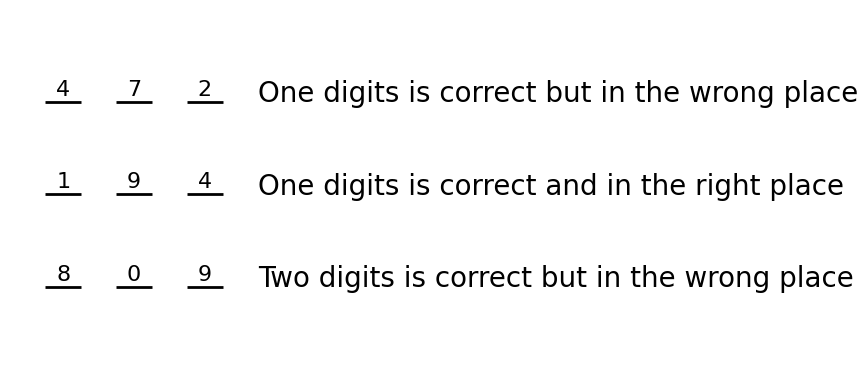 4 7 2 One digits is correct but in the wrong place
1 9 4 One digits is correct and in the right place
8 0 9 Two digits is correct but in the wrong place